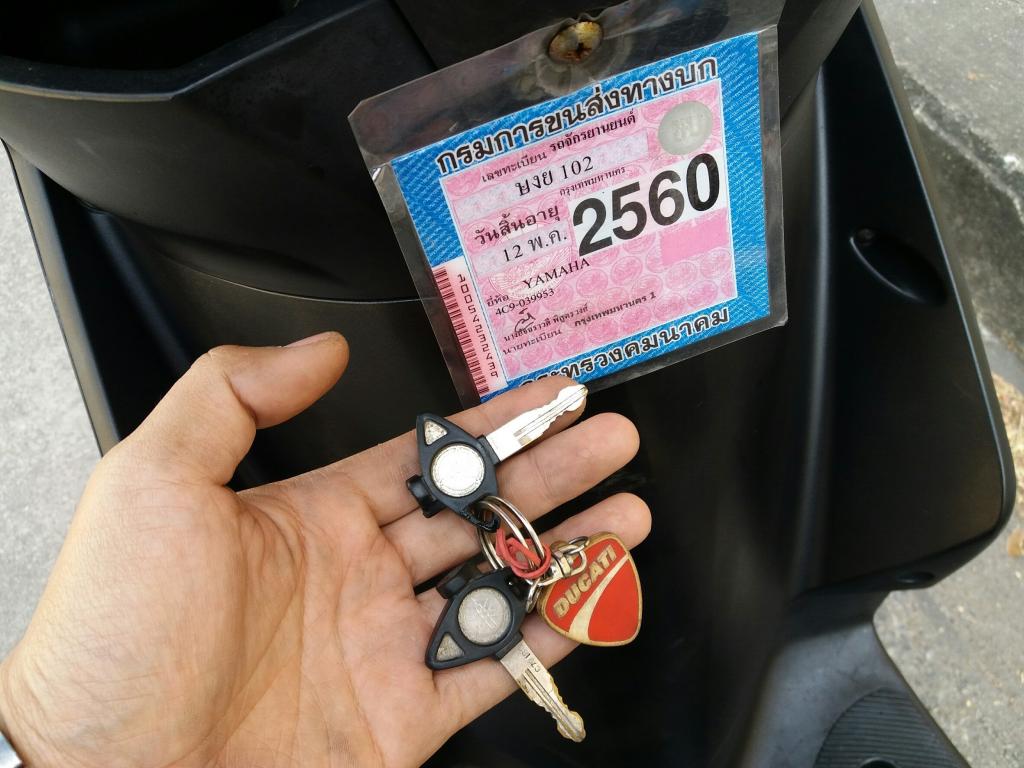 กรมการขนส่งทางบก
เลขทะเบียน รถจักรยานยนต์
ษงย 102
กรุงเทพมหานคร
วันสิ้นอายุ
12 พ.ค. 2560
ยี่ห้อ YAMAHA
4C9-039953
นายทะเบียน กรุงเทพมหานคร 1
กระทรวงคมนาคม
10054232439
DUCATI